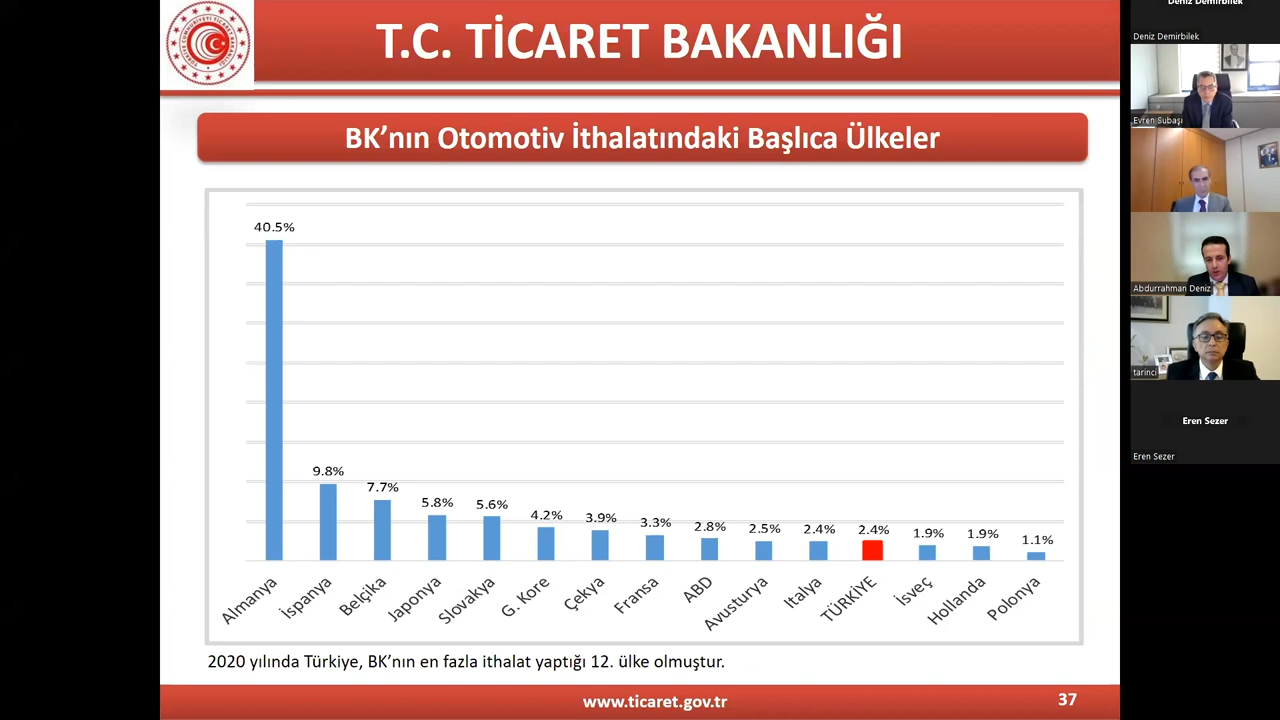 T.C. TİCARET BAKANLIĞI
BK’nın Otomotiv İthalatındaki Başlıca Ülkeler
40.5%
9.8%
7.7%
5.8%
5.6%
4.2%
3.9%
3.3%
2.8%
2.5%
2.4%
2.4%
1.9%
1.9%
1.1%
Almanya
İspanya
Belçika
Japonya
Slovakya
G. Kore
Çekya
Fransa
ABD
Avusturya
Italya
TÜRKİYE
İsveç
Hollanda
Polonya
2020 yılında Türkiye, BK’nın en fazla ithalat yaptığı 12. ülke olmuştur.
www.ticaret.gov.tr
37
Deniz Demirbilek
Deniz Demirbilek
Evren Subaşı
Abdurrahman Deniz
tarinci
Eren Sezer
Eren Sezer